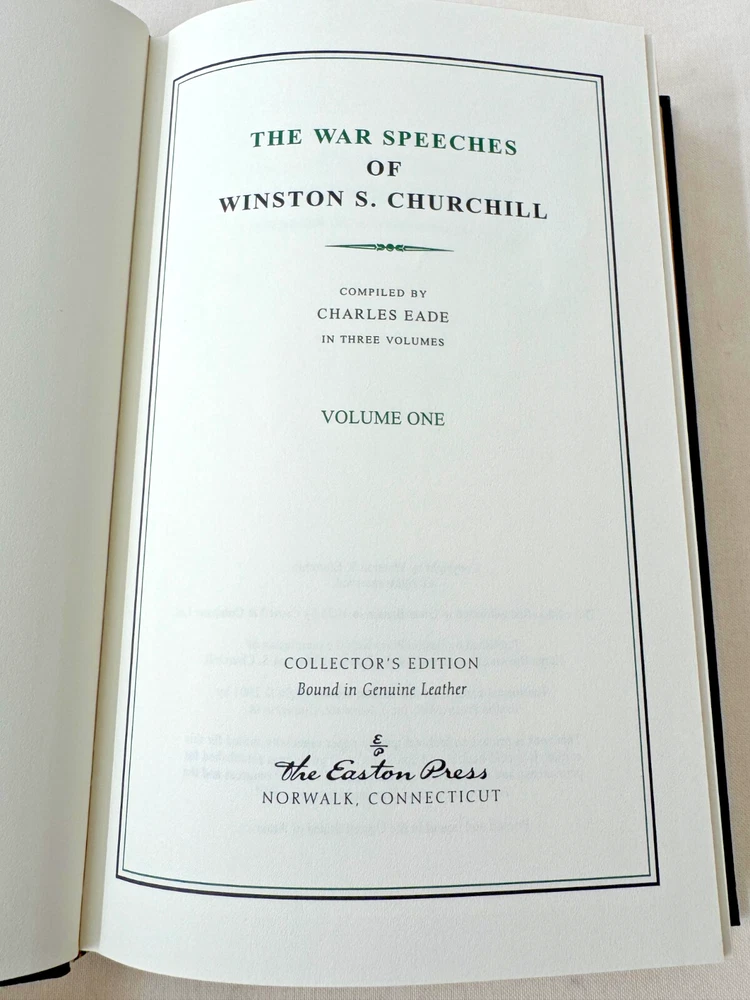 THE WAR SPEECHES
OF
WINSTON S. CHURCHILL
COMPILED BY
CHARLES EADE
IN THREE VOLUMES
VOLUME ONE
COLLECTOR'S EDITION
Bound in Genuine Leather
E
P
The Easton Press
NORWALK, CONNECTICUT